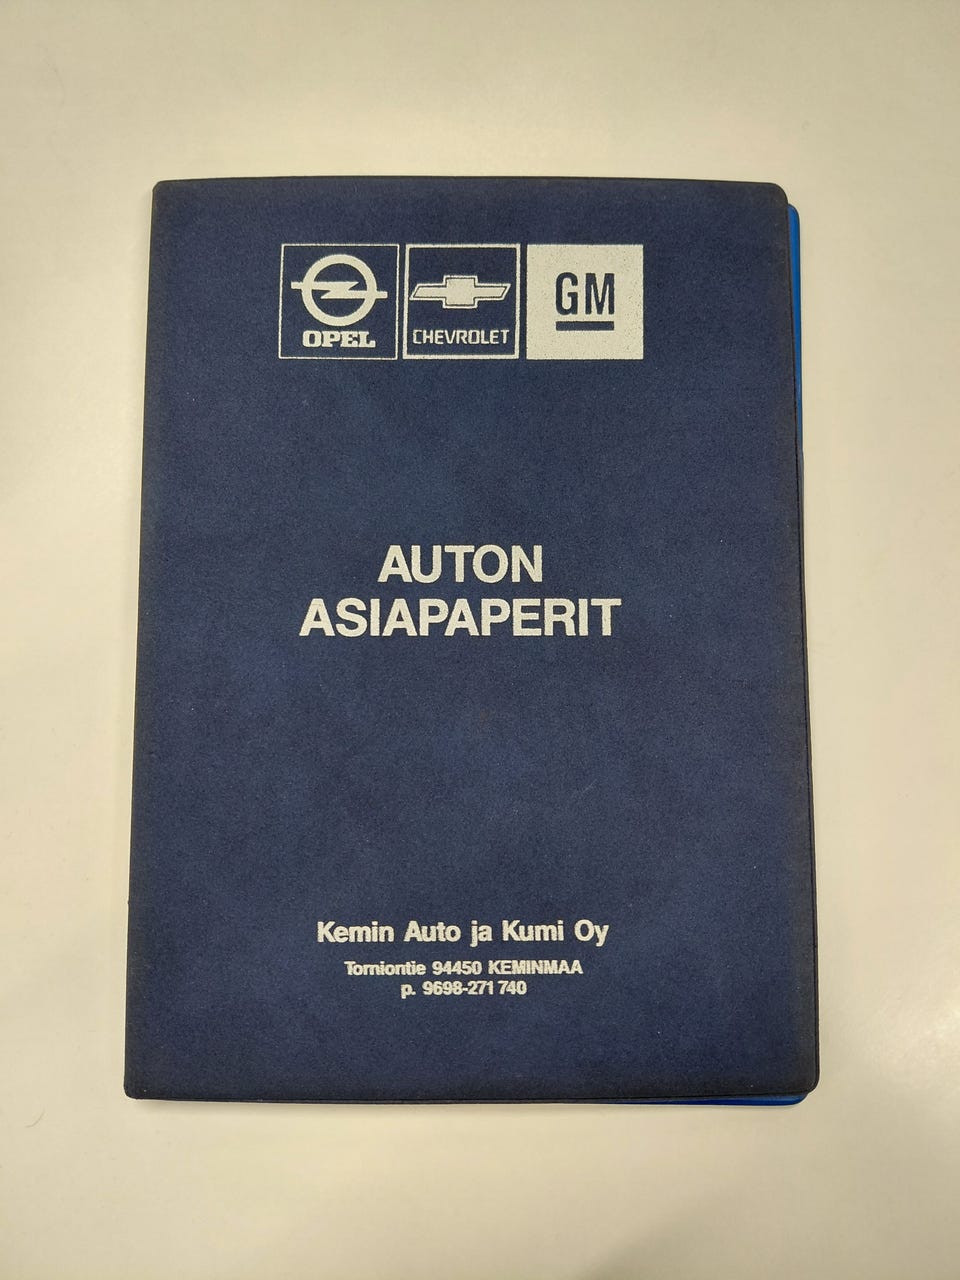 OPEL CHEVROLET GM
AUTON
ASIAPAPERIT
Kemin Auto ja Kumi Oy
Torniontie 94450 KEMINMAA
p. 9698-271 740